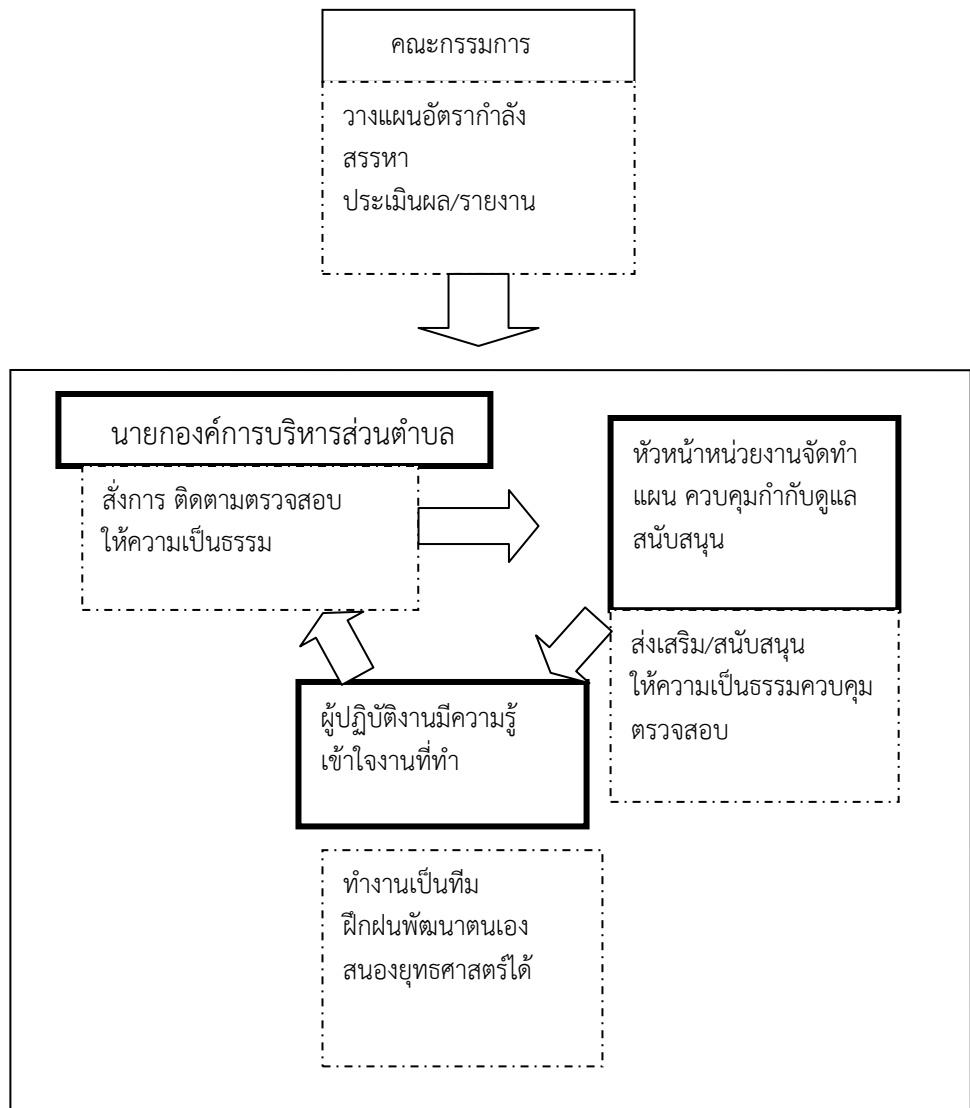 คณะกรรมการ
วางแผนอัตรากำลัง
สรรหา
ประเมินผล/รายงาน
นายกองค์การบริหารส่วนตำบล
สั่งการ ติดตามตรวจสอบ
ให้ความเป็นธรรม
หัวหน้าหน่วยงานจัดทำ
แผน ควบคุมกำกับดูแล
สนับสนุน
ส่งเสริม/สนับสนุน
ให้ความเป็นธรรมควบคุม
ตรวจสอบ
ผู้ปฏิบัติงานมีความรู้
เข้าใจงานที่ทำ
ทำงานเป็นทีม
ฝึกฝนพัฒนาตนเอง
สนองยุทธศาสตร์ได้